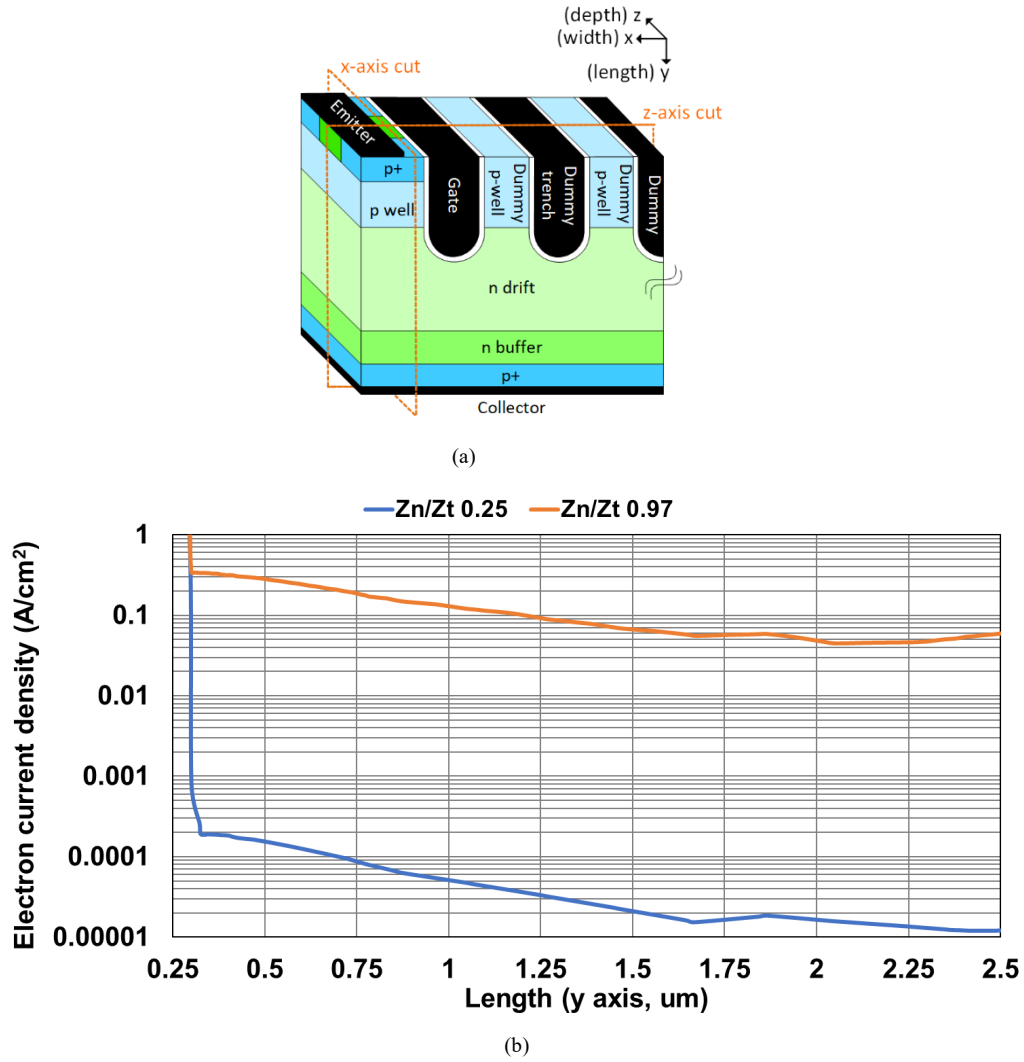 (depth) z
(width) x
(length) y
x-axis cut
z-axis cut
Emitter
p+
p well
Gate
Dummy
p-well
Dummy
trench
Dummy
p-well
Dummy
n drift
n buffer
p+
Collector
(a)
Zn/Zt 0.25 Zn/Zt 0.97
Electron current density (A/cm²)
1
0.1
0.01
0.001
0.0001
0.00001
0.25 0.5 0.75 1 1.25 1.5 1.75 2 2.25 2.5
Length (y axis, um)
(b)